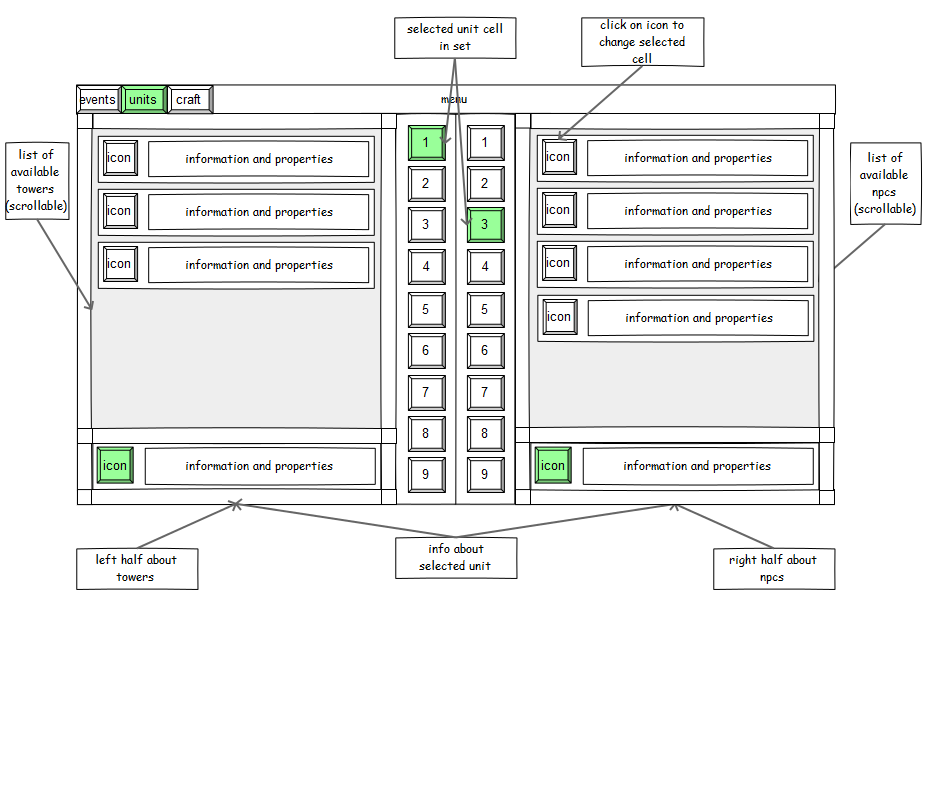 selected unit cell
in set
click on icon to
change selected
cell
events
units
craft
menu
list of
available
towers
(scrollable)
icon
information and properties
icon
information and properties
icon
information and properties
1
2
3
4
5
6
7
8
9
1
2
3
4
5
6
7
8
9
icon
information and properties
icon
information and properties
icon
information and properties
icon
information and properties
list of
available
npcs
(scrollable)
icon
information and properties
icon
information and properties
left half about
towers
info about
selected unit
right half about
npcs